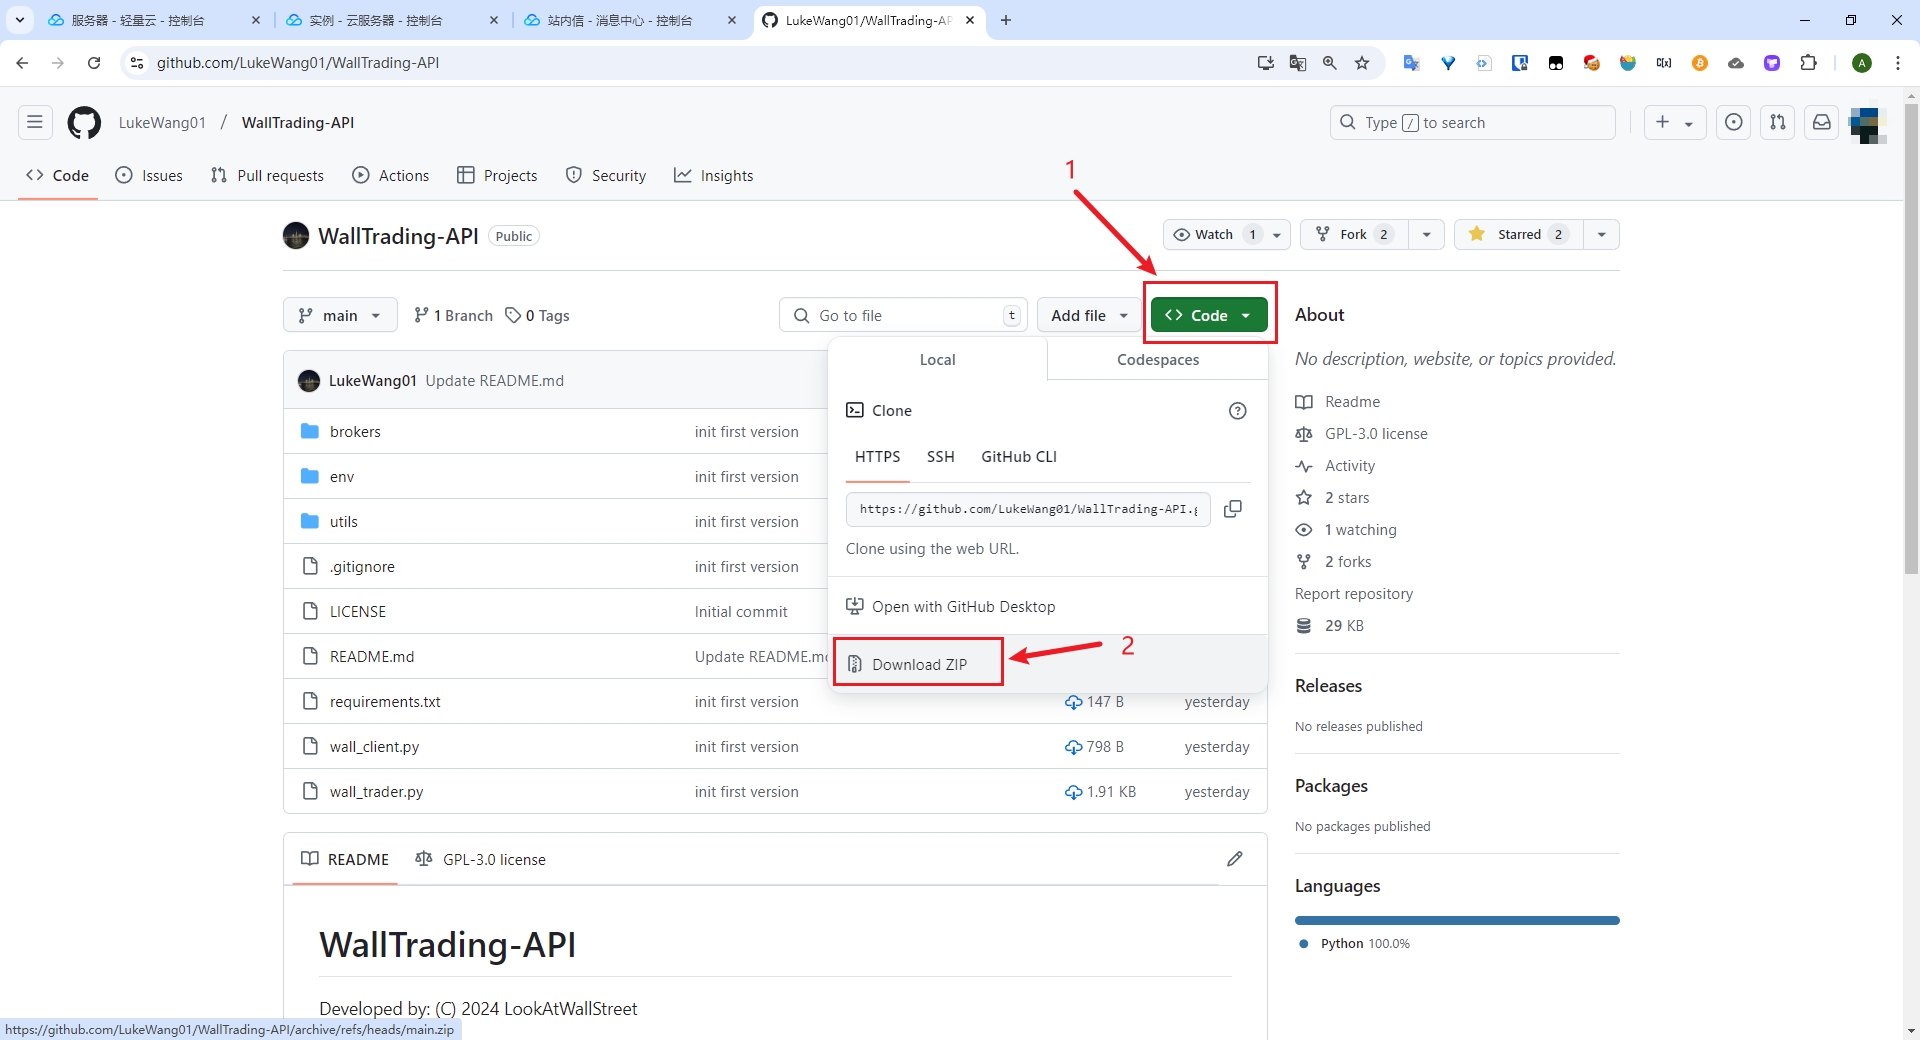 服务器 - 轻量云 - 控制台
实例 - 云服务器 - 控制台
站内信 - 消息中心 - 控制台
LukeWang01/WallTrading-AP
github.com/LukeWang01/WallTrading-API
A
LukeWang01 / WallTrading-API
Type / to search
Code
Issues
Pull requests
Actions
Projects
Security
Insights
1
WallTrading-API Public
Watch 1
Fork 2
Starred 2
main
1 Branch
0 Tags
Go to file t
Add file
Code
About
No description, website, or topics provided.
Readme
GPL-3.0 license
Activity
2 stars
1 watching
2 forks
Report repository
29 KB
Local
Codespaces
Clone
HTTPS SSH GitHub CLI
https://github.com/LukeWang01/WallTrading-API.g
Clone using the web URL.
Open with GitHub Desktop
Download ZIP
2
LukeWang01 Update README.md
brokers init first version
env init first version
utils init first version
.gitignore init first version
LICENSE Initial commit
README.md Update README.md
requirements.txt init first version 147 B yesterday
wall_client.py init first version 798 B yesterday
wall_trader.py init first version 1.91 KB yesterday
Releases
No releases published
Packages
No packages published
Languages
Python 100.0%
README
GPL-3.0 license
WallTrading-API
Developed by: (C) 2024 LookAtWallStreet
https://github.com/LukeWang01/WallTrading-API/archive/refs/heads/main.zip